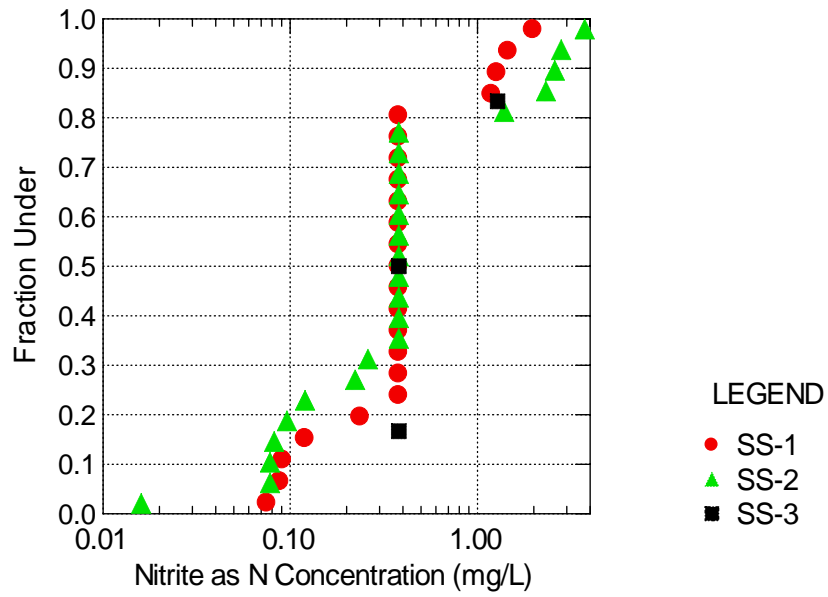 1.0
0.9
0.8
0.7
0.6
0.5
0.4
0.3
0.2
0.1
0.0
Fraction Under
0.01 0.10 1.00
Nitrite as N Concentration (mg/L)
LEGEND
SS-1
SS-2
SS-3